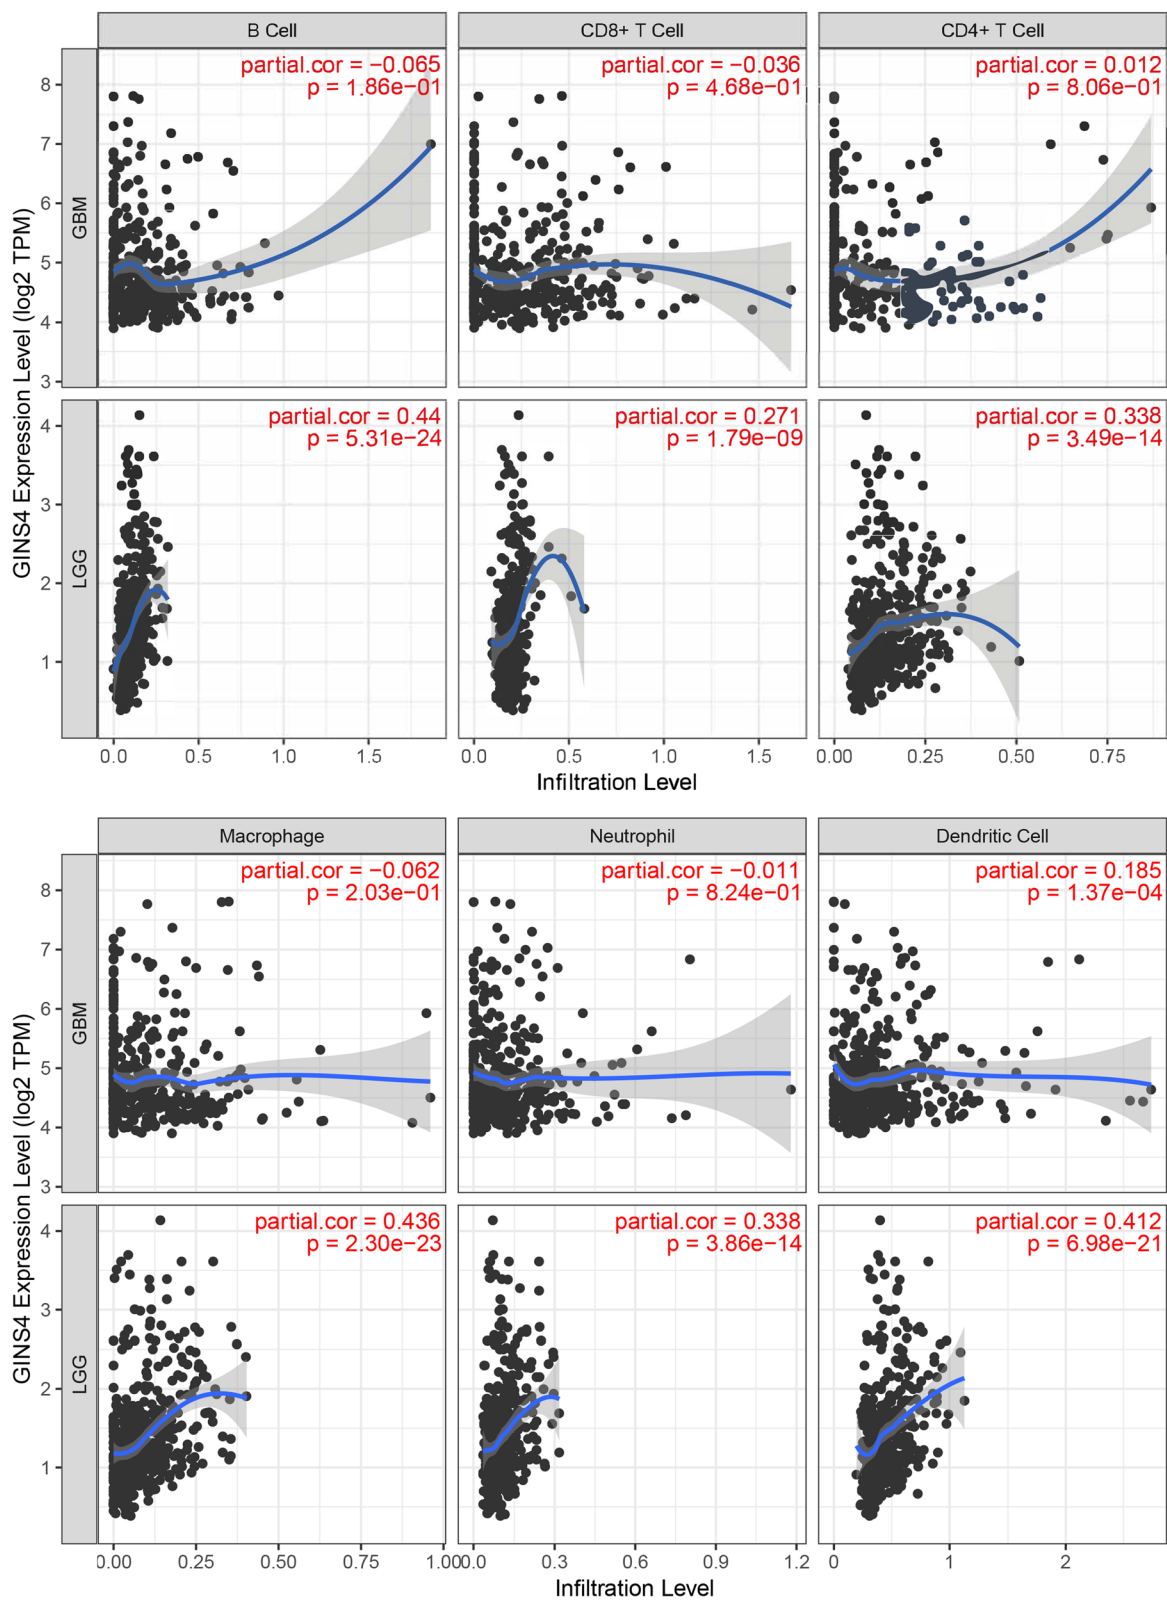 B Cell
CD8+ T Cell
CD4+ T Cell
GINS4 Expression Level (log2 TPM)
GBM
8
7
6
5
4
3
partial.cor = −0.065
p = 1.86e−01
partial.cor = −0.036
p = 4.68e−01
partial.cor = 0.012
p = 8.06e−01
LGG
4
3
2
1
partial.cor = 0.44
p = 5.31e−24
partial.cor = 0.271
p = 1.79e−09
partial.cor = 0.338
p = 3.49e−14
0.0 0.5 1.0 1.5
0.0 0.5 1.0 1.5
0.00 0.25 0.50 0.75
Infiltration Level
Macrophage
Neutrophil
Dendritic Cell
GINS4 Expression Level (log2 TPM)
GBM
8
7
6
5
4
3
partial.cor = −0.062
p = 2.03e−01
partial.cor = −0.011
p = 8.24e−01
partial.cor = 0.185
p = 1.37e−04
LGG
4
3
2
1
partial.cor = 0.436
p = 2.30e−23
partial.cor = 0.338
p = 3.86e−14
partial.cor = 0.412
p = 6.98e−21
0.00 0.25 0.50 0.75 1.00
0.0 0.3 0.6 0.9 1.2
0 1 2
Infiltration Level